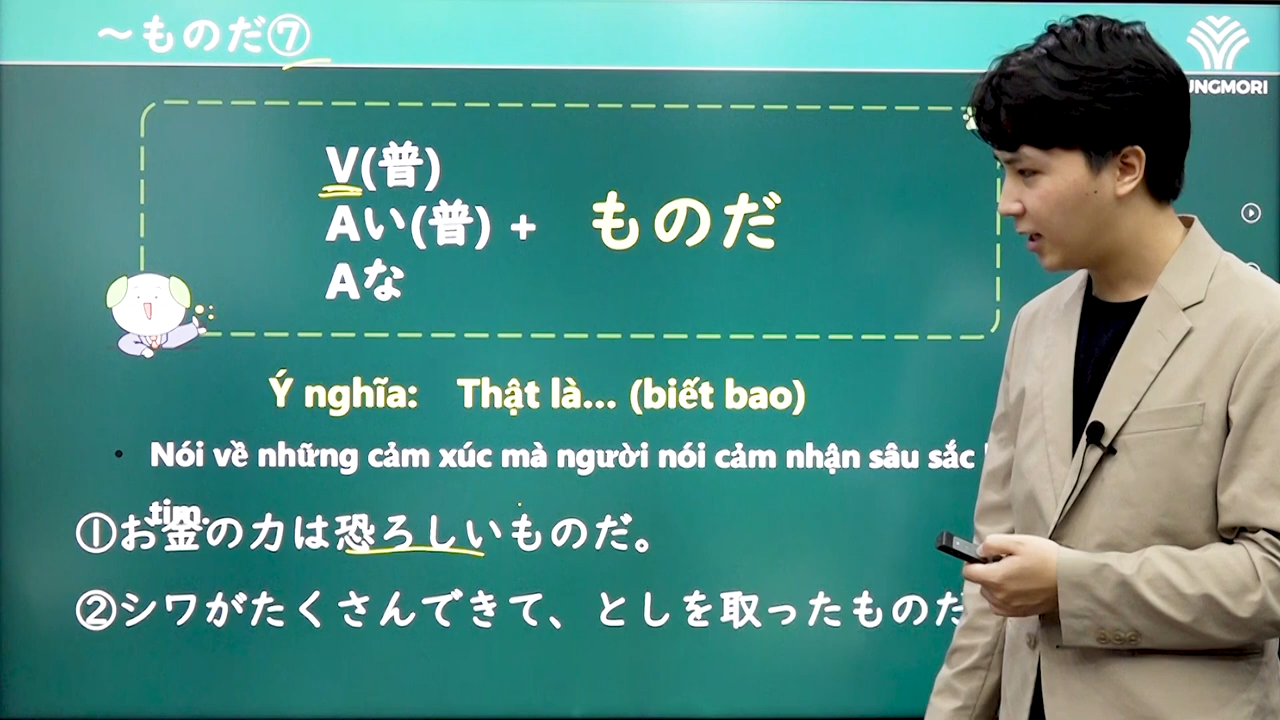 ～ものだ⑦
UNGMORI
V(普)
Aい(普) + ものだ
Aな
Ý nghĩa: Thật là... (biết bao)
• Nói về những cảm xúc mà người nói cảm nhận sâu sắc
tim.
①お金の力は恐ろしいものだ。
②シワがたくさんできて、としを取ったものだ